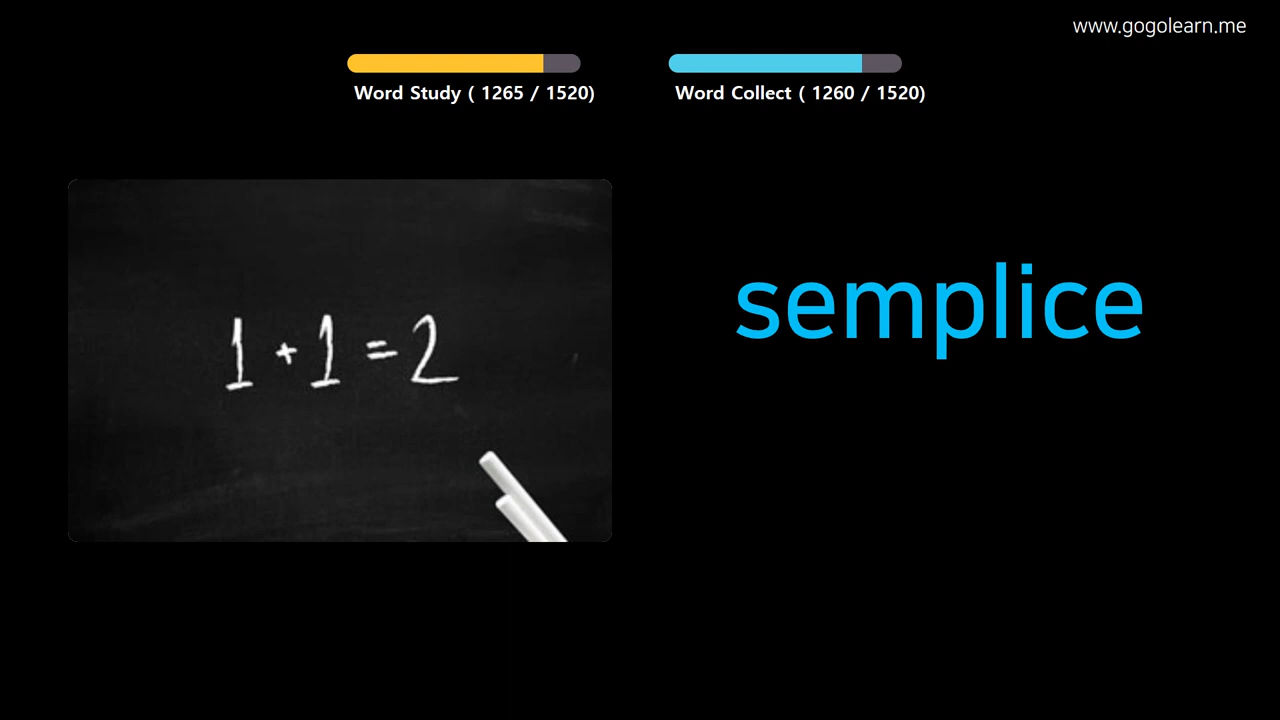 www.gogolearn.me
Word Study ( 1265 / 1520)
Word Collect ( 1260 / 1520)
1 + 1 = 2
semplice